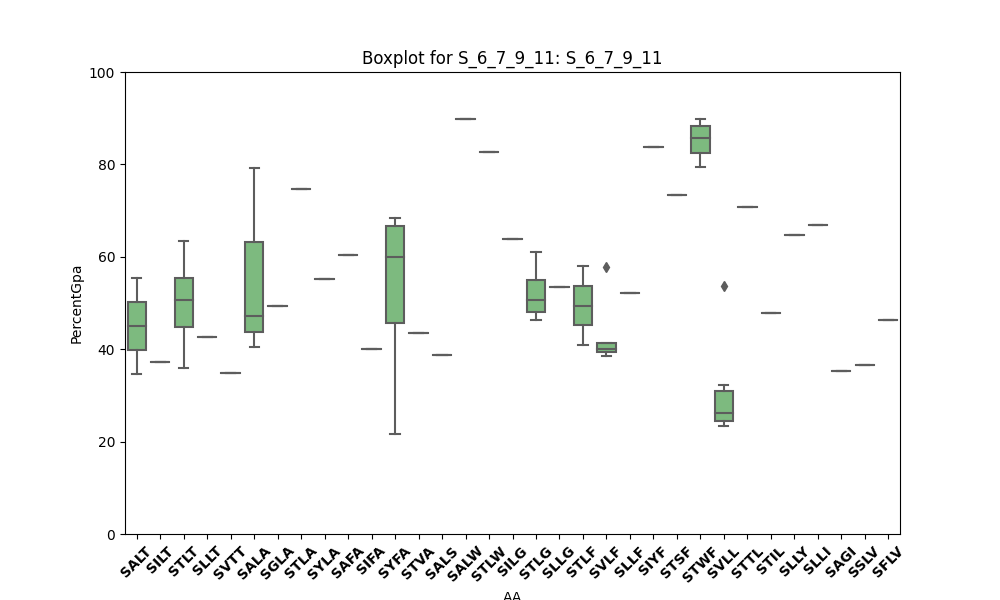 Boxplot for S_6_7_9_11: S_6_7_9_11
100
80
60
40
20
0
PercentGpa
SALT SILT STLT SLLT SVTT SALA SGLA STLA SYLA SAFA SIFA SYFA STVA SALS SALW STLW SILG STLG SLLG STLF SVLF SLLF SIYF STSF STWF SVLL STTL STIL SLLY SLLI SAGI SSLV SFLV
AA